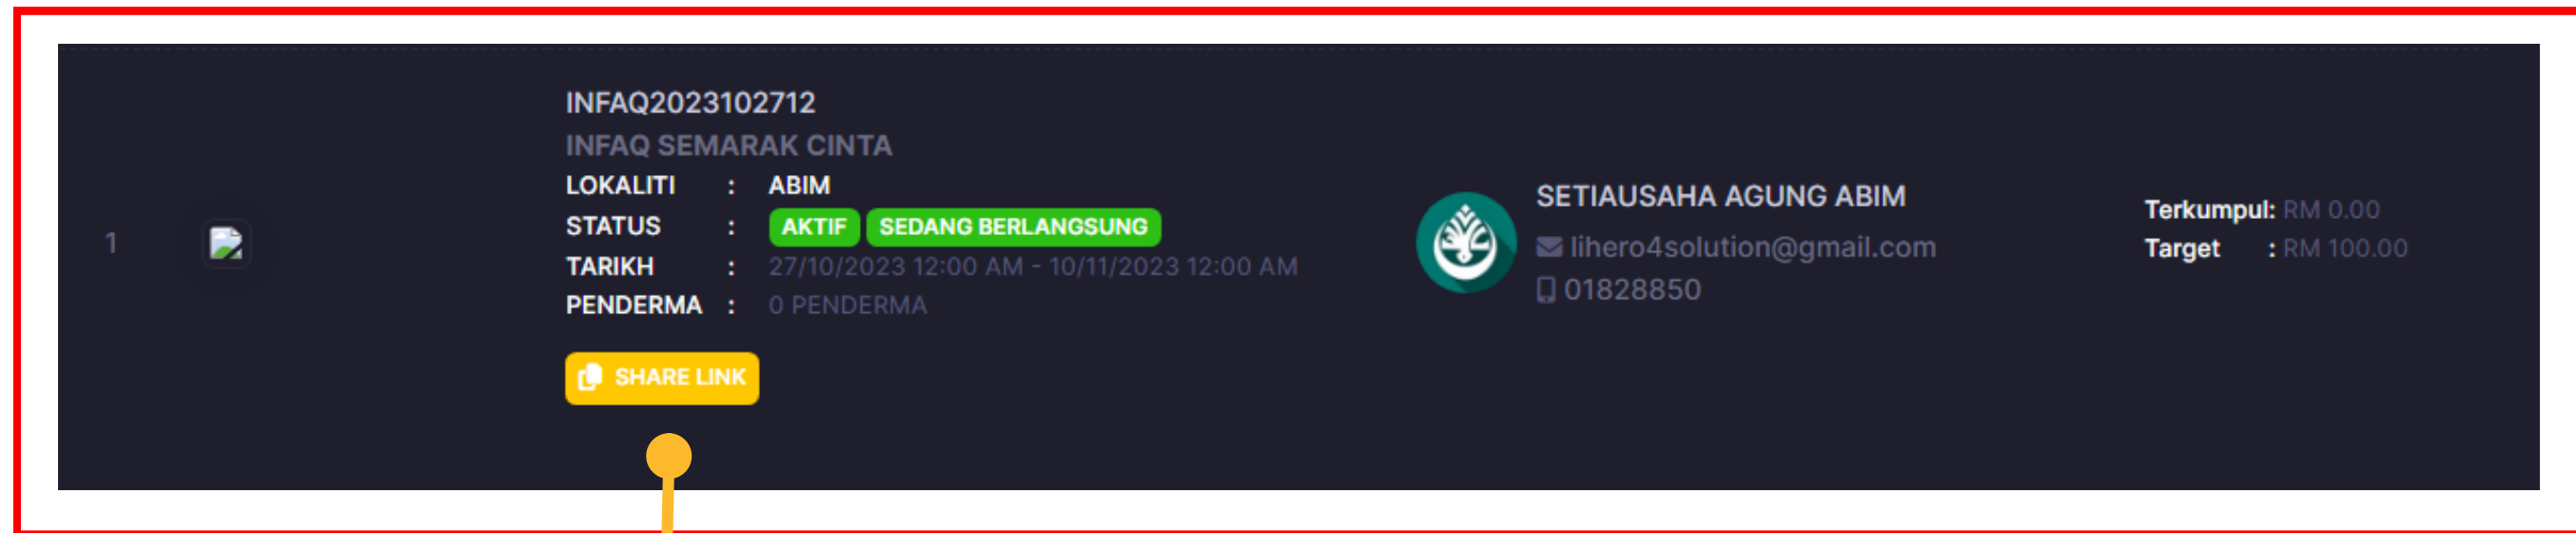 1
INFAQ2023102712
INFAQ SEMARAK CINTA
LOKALITI : ABIM
STATUS : AKTIF SEDANG BERLANGSUNG
TARIKH : 27/10/2023 12:00 AM - 10/11/2023 12:00 AM
PENDERMA : 0 PENDERMA
SHARE LINK
SETIAUSAHA AGUNG ABIM
lihero4solution@gmail.com
01828850
Terkumpul: RM 0.00
Target : RM 100.00